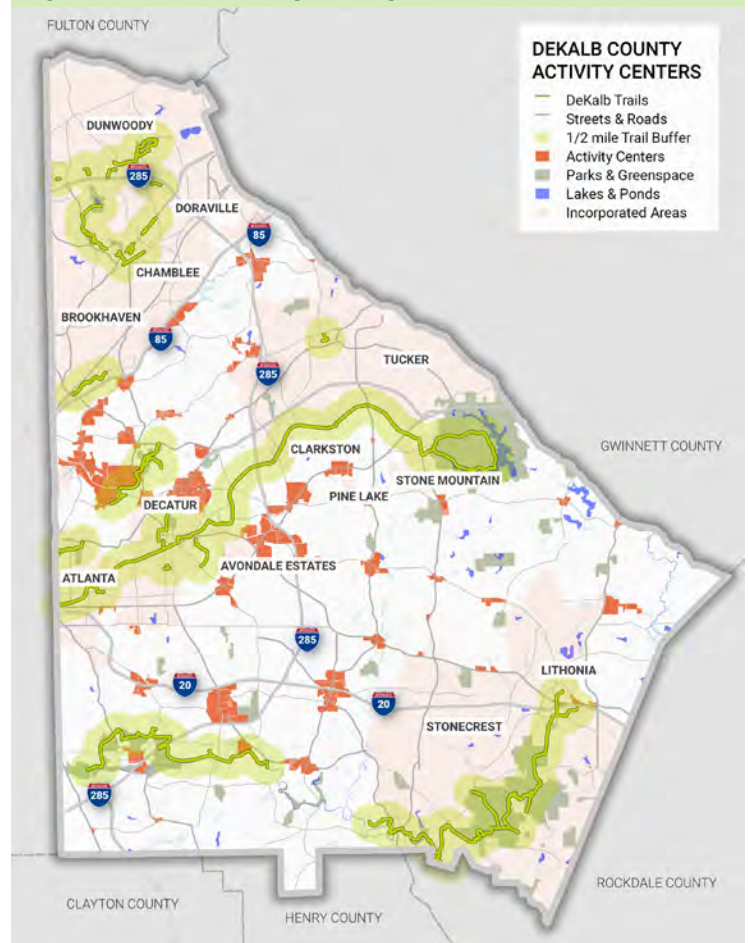 FULTON COUNTY
DEKALB COUNTY
ACTIVITY CENTERS
DeKalb Trails
Streets & Roads
1/2 mile Trail Buffer
Activity Centers
Parks & Greenspace
Lakes & Ponds
Incorporated Areas
DUNWOODY
285
DORAVILLE
85
CHAMBLEE
BROOKHAVEN
85
TUCKER
285
GWINNETT COUNTY
CLARKSTON
STONE MOUNTAIN
PINE LAKE
DECATUR
AVONDALE ESTATES
ATLANTA
285
LITHONIA
20
20
STONECREST
285
ROCKDALE COUNTY
CLAYTON COUNTY
HENRY COUNTY